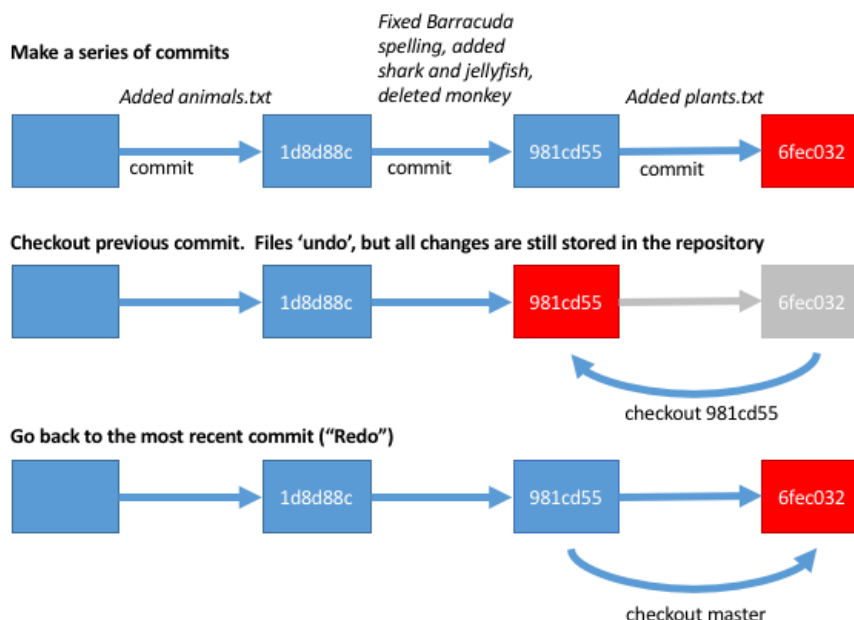 Make a series of commits
Fixed Barracuda
spelling, added
shark and jellyfish,
deleted monkey
Added animals.txt
Added plants.txt
1d8d88c
981cd55
6fec032
commit
commit
commit
Checkout previous commit.  Files ‘undo’, but all changes are still stored in the repository
1d8d88c
981cd55
6fec032
checkout 981cd55
Go back to the most recent commit (“Redo”)
1d8d88c
981cd55
6fec032
checkout master